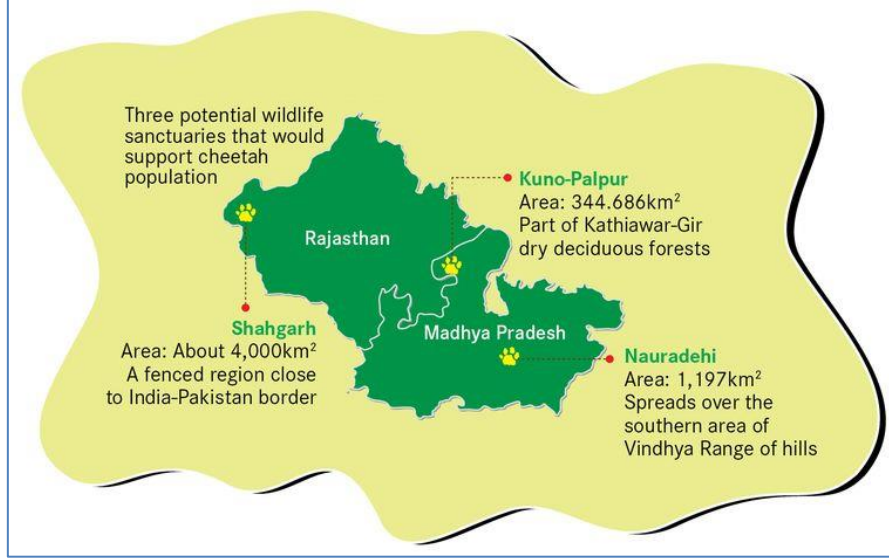 Three potential wildlife
sanctuaries that would
support cheetah
population
Kuno-Palpur
Area: 344.686km²
Part of Kathiawar-Gir
dry deciduous forests
Rajasthan
Shahgarh
Area: About 4,000km²
A fenced region close
to India-Pakistan border
Madhya Pradesh
Nauradehi
Area: 1,197km²
Spreads over the
southern area of
Vindhya Range of hills